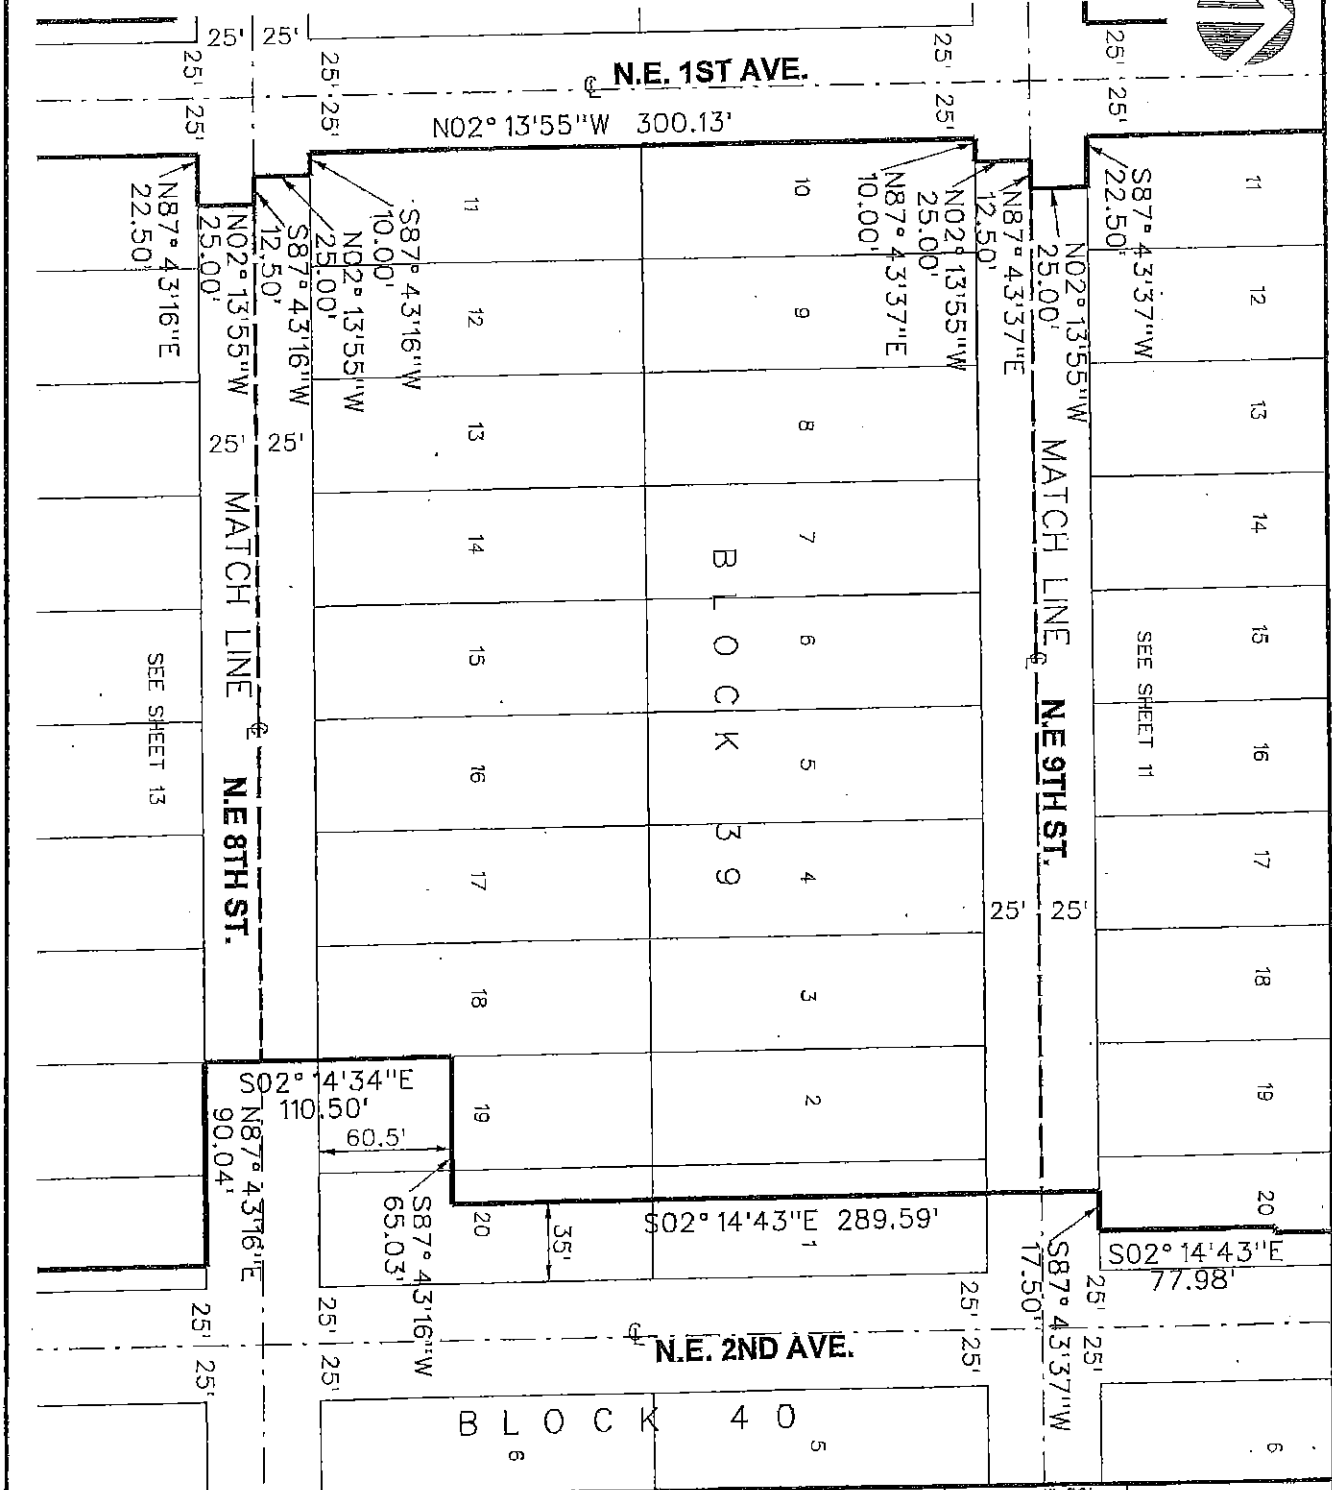 25' 25'
25' 25'
25' 25'
℄ N.E. 1ST AVE.
25' 25'
25' 25'
N02°13'55"W 300.13'
N87°43'16"E
22.50'
N02°13'55"W
25.00'
S87°43'16"W
12.50'
N02°13'55"W
25.00'
S87°43'16"W
10.00'
N87°43'37"E
10.00'
N02°13'55"W
25.00'
N87°43'37"E
12.50'
N02°13'55"W
25.00'
S87°43'37"W
22.50'
11
12
13
14
15
16
17
18
19
20
10
9
8
7
6
5
4
3
2
1
11
12
13
14
15
16
17
18
19
20
BLOCK 39
25' 25'
MATCH LINE
℄
N.E 8TH ST.
SEE SHEET 13
MATCH LINE
℄
N.E 9TH ST.
SEE SHEET 11
25' 25'
S02°14'34"E
110.50'
60.5'
S N87°43'16"E
90.04'
S87°43'16"W
65.03'
35'
S02°14'43"E 289.59'
S87°43'37"W
17.50'
S02°14'43"E
77.98'
25' 25'
25' 25'
℄ N.E. 2ND AVE.
25' 25'
25' 25'
BLOCK 40
6
5
6